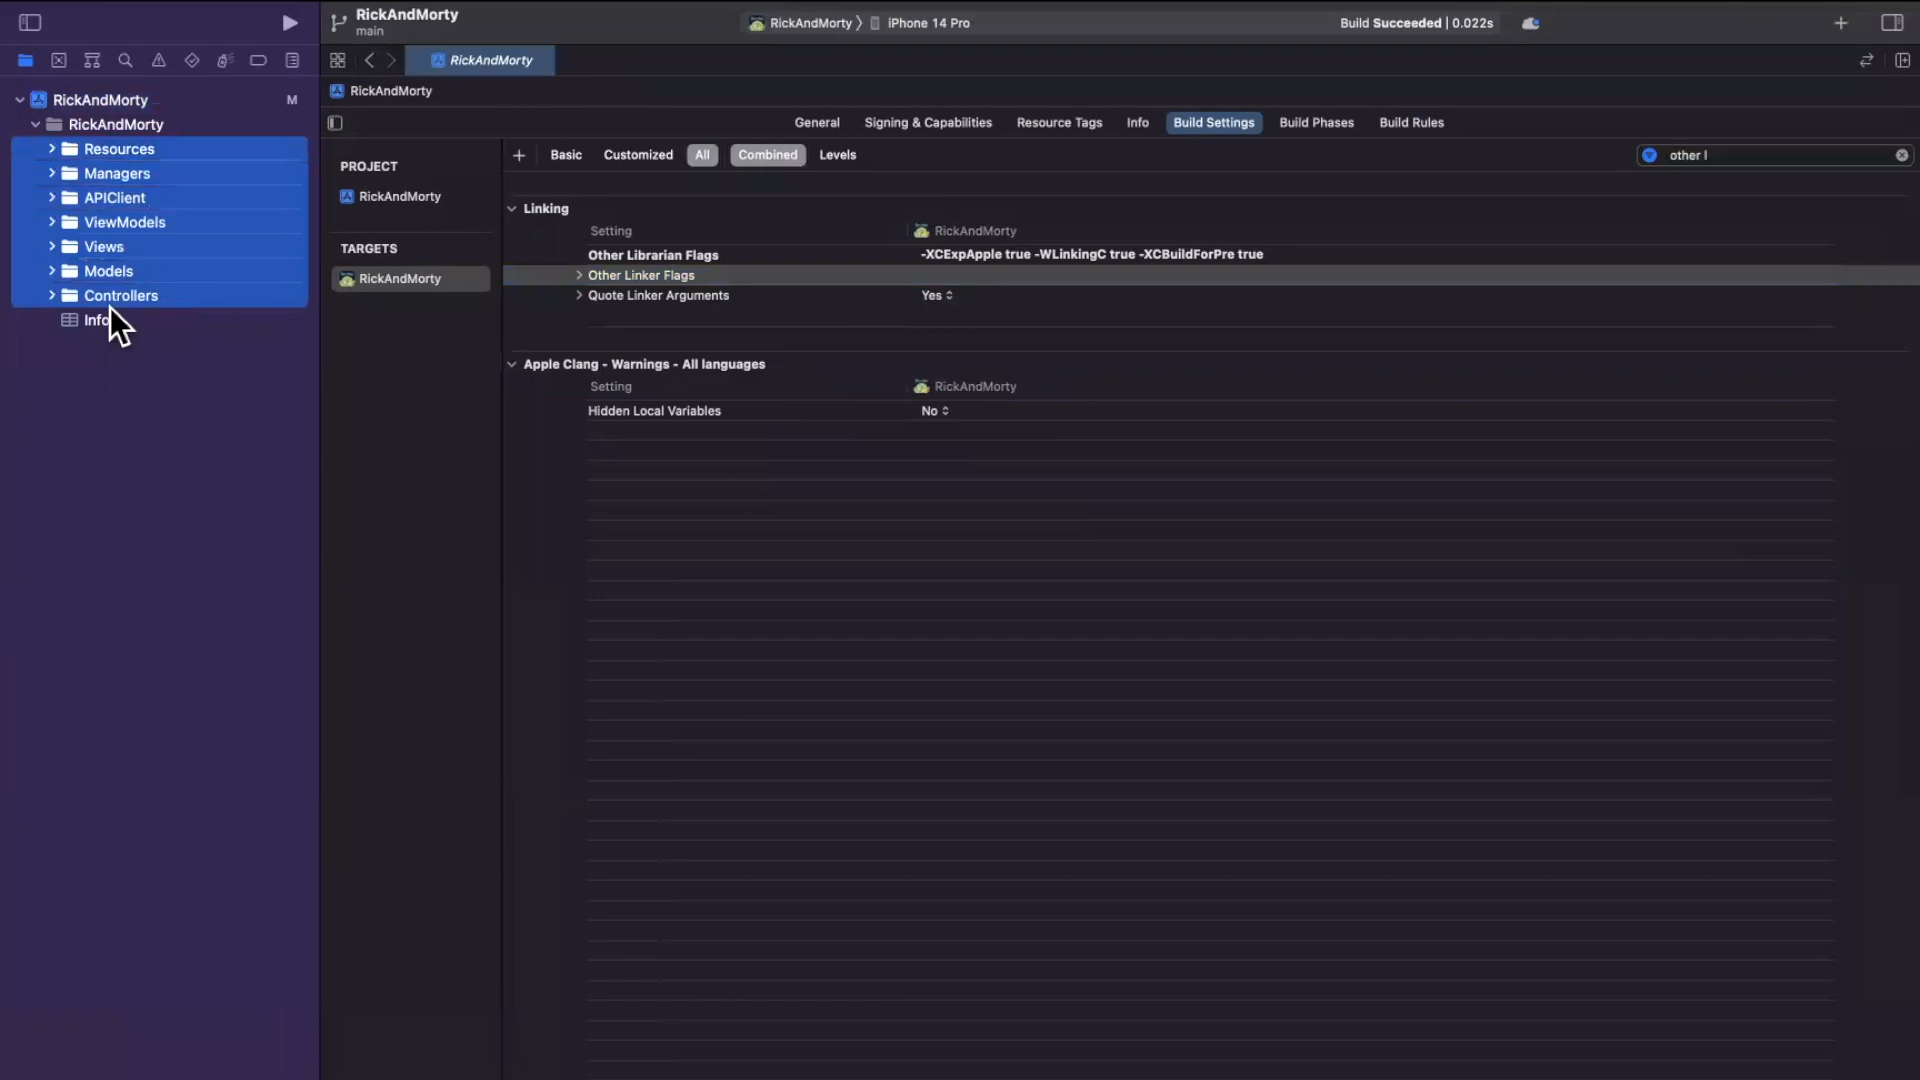 RickAndMorty
main
RickAndMorty
iPhone 14 Pro
Build Succeeded | 0.022s
RickAndMorty
RickAndMorty
M
RickAndMorty
Resources
Managers
APIClient
ViewModels
Views
Models
Controllers
Info
RickAndMorty
General
Signing & Capabilities
Resource Tags
Info
Build Settings
Build Phases
Build Rules
PROJECT
RickAndMorty
TARGETS
RickAndMorty
Basic
Customized
All
Combined
Levels
other l
Linking
Setting
RickAndMorty
Other Librarian Flags
-XCExpApple true -WLinkingC true -XCBuildForPre true
Other Linker Flags
Quote Linker Arguments
Yes
Apple Clang - Warnings - All languages
Setting
RickAndMorty
Hidden Local Variables
No